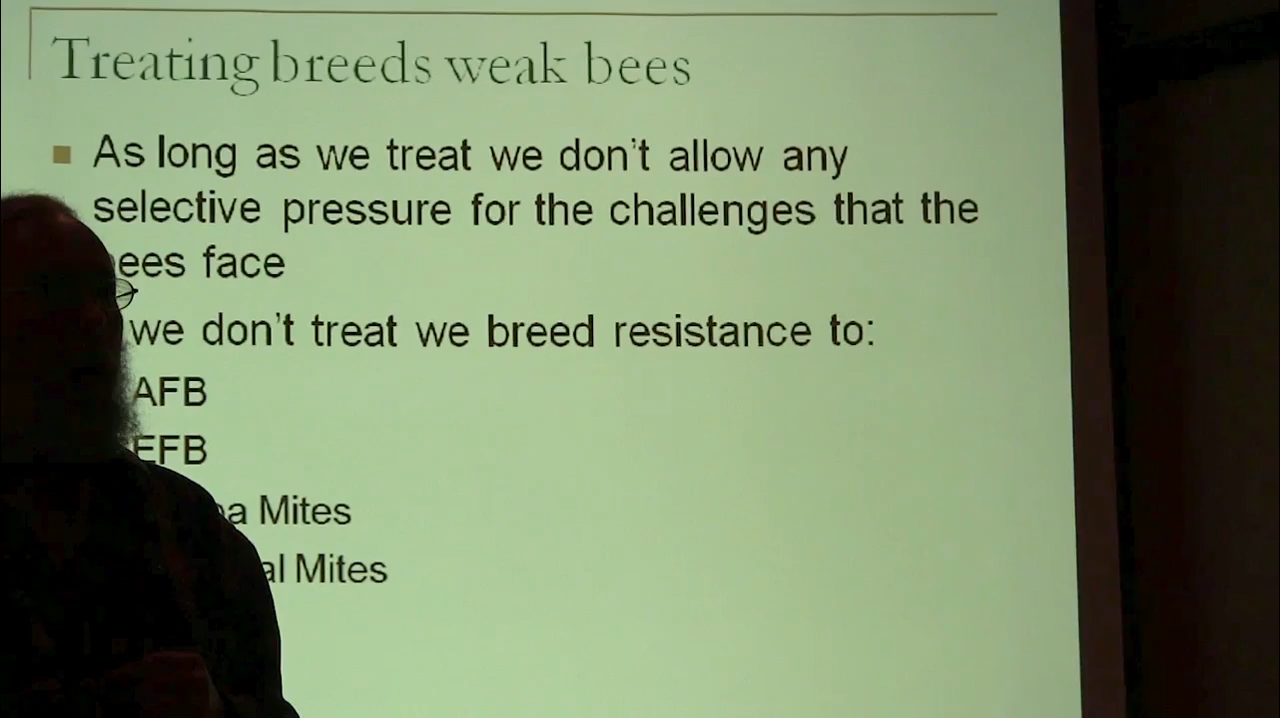 Treating breeds weak bees
As long as we treat we don't allow any
selective pressure for the challenges that the
ees face
we don't treat we breed resistance to:
AFB
EFB
a Mites
al Mites